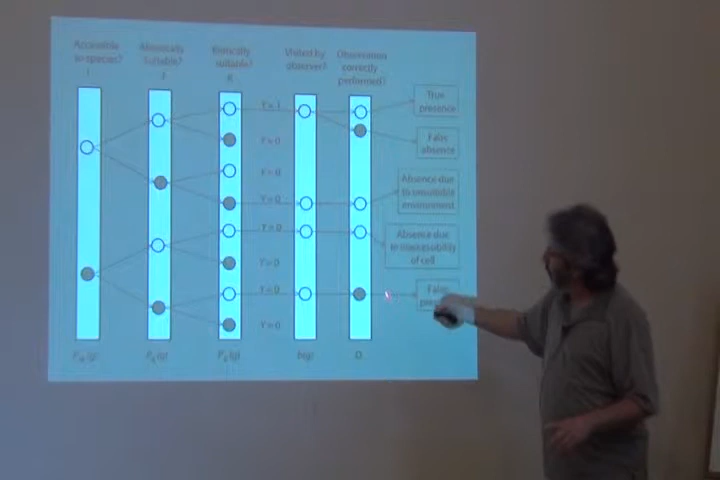 Accessible
to species?
Abiotically
suitable?
Biotically
suitable?
Visited by
observer?
Observation
correctly
performed?
Y = 1
Y = 0
Y = 0
Y = 0
Y = 0
Y = 0
Y = 0
Y = 0
True
presence
False
absence
Absence due
to unsuitable
environment
Absence due
to inaccessibility
of cell
False
b(g)